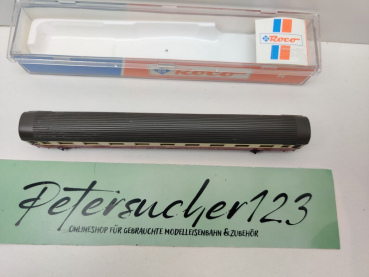 Roco
Roco
Petersucher123
ONLINESHOP FÜR GEBRAUCHTE MODELLEISENBAHN & ZUBEHÖR